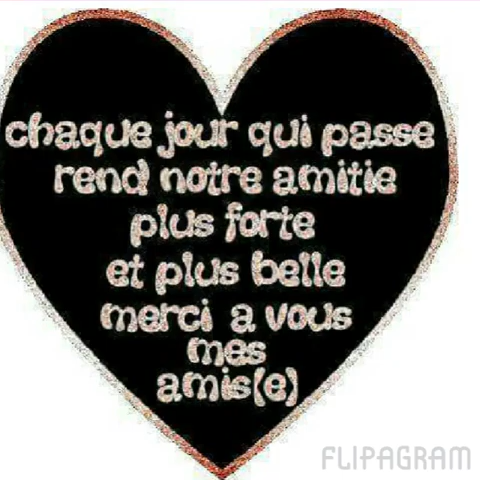 chaque jour qui passe
rend notre amitie
plus forte
et plus belle
merci a vous
mes
amis(e)
FLIPAGRAM